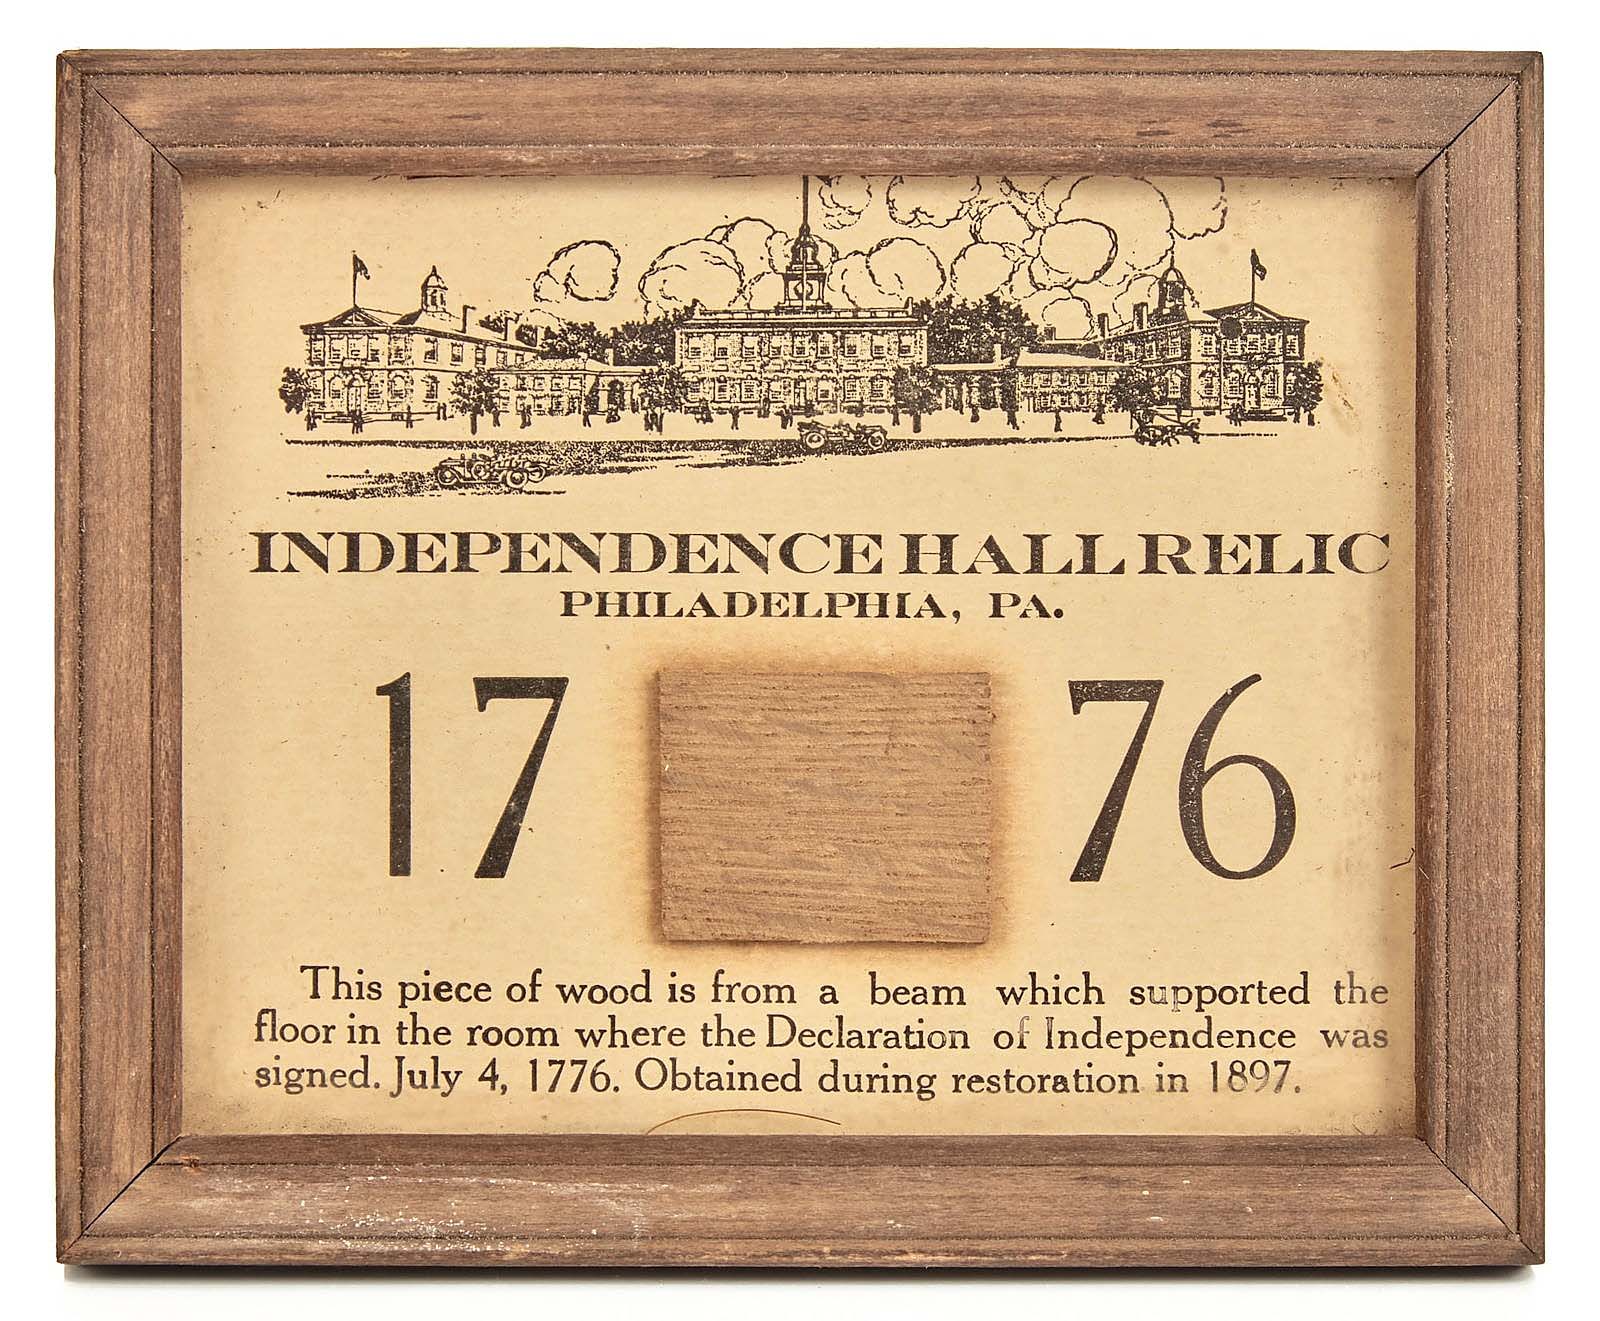 INDEPENDENCE HALL RELIC
PHILADELPHIA, PA.
17 76
This piece of wood is from a beam which supported the
floor in the room where the Declaration of Independence was
signed. July 4, 1776. Obtained during restoration in 1897.